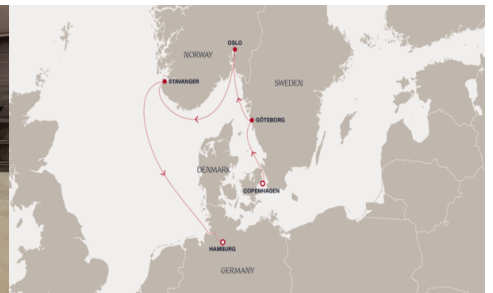 OSLO
NORWAY
STAVANGER
SWEDEN
GÖTEBORG
DENMARK
COPENHAGEN
HAMBURG
GERMANY